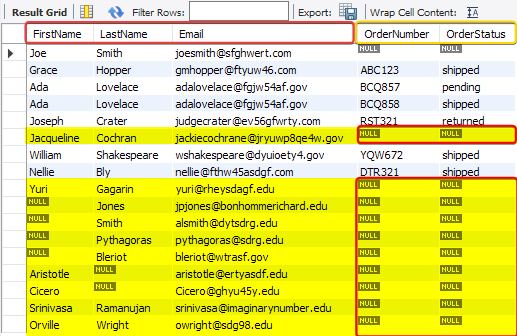 Result Grid Filter Rows: Export: Wrap Cell Content: IA
FirstName LastName Email OrderNumber OrderStatus
Joe Smith joesmith@sfghwert.com NULL NULL
Grace Hopper gmhopper@ftyuw46.com ABC123 shipped
Ada Lovelace adalovelace@fgjw54af.gov BCQ857 pending
Ada Lovelace adalovelace@fgjw54af.gov BCQ858 shipped
Joseph Crater judgecrater@ev56gfwrty.com RST321 returned
Jacqueline Cochran jackiecochrane@jryuwp8qe4w.gov NULL NULL
William Shakespeare wshakespeare@dyuioety4.gov YQW672 shipped
Nellie Bly nellie@fthw45asdgf.com DTR321 shipped
Yuri Gagarin yuri@rheysdagf.edu NULL NULL
NULL Jones jpjones@bonhommerichard.edu NULL NULL
NULL Smith alsmith@dytsdrg.edu NULL NULL
NULL Pythagoras pythagoras@sdrg.edu NULL NULL
NULL Bleriot bleriot@wtrasf.gov NULL NULL
Aristotle NULL aristotle@ertyasdf.edu NULL NULL
Cicero NULL Cicero@ghyu45y.edu NULL NULL
Srinivasa Ramanujan srinivasa@imaginarynumber.edu NULL NULL
Orville Wright owright@sdg98.edu NULL NULL